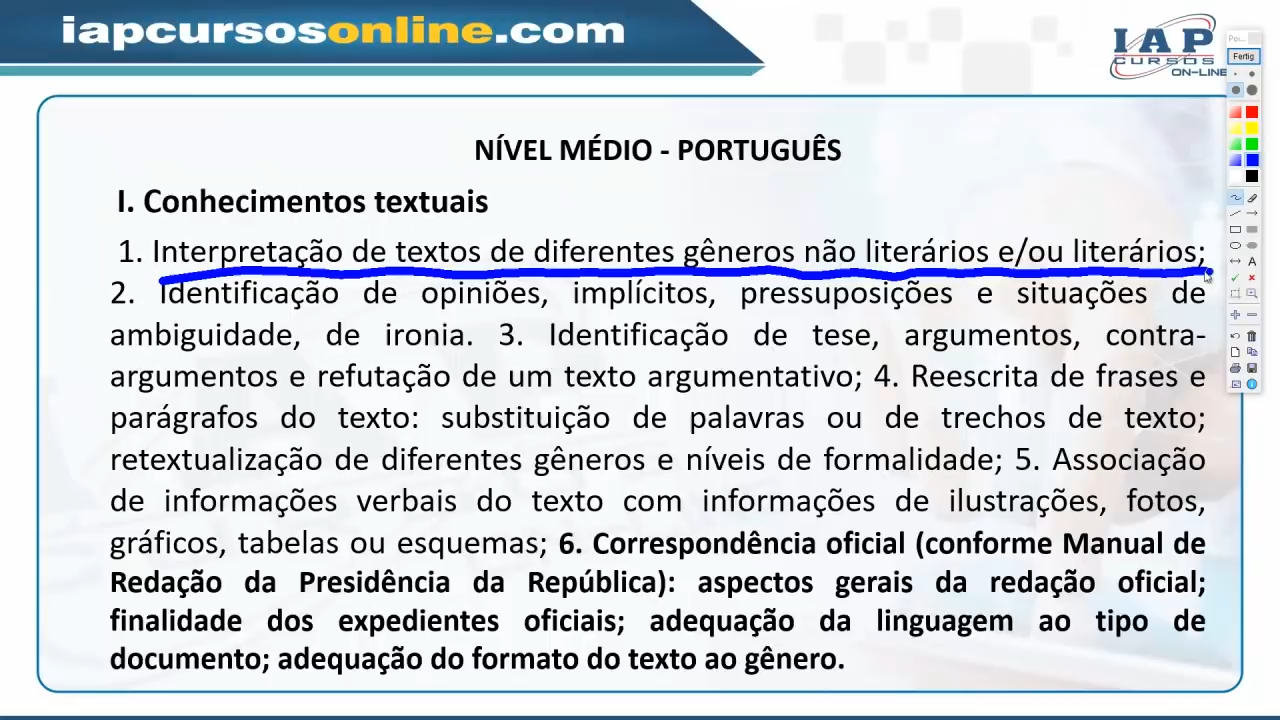 iapcursosonline.com
IAP
CURSOS
ON-LINE
Fertig
NÍVEL MÉDIO - PORTUGUÊS
I. Conhecimentos textuais
1. Interpretação de textos de diferentes gêneros não literários e/ou literários;
2. Identificação de opiniões, implícitos, pressuposições e situações de
ambiguidade, de ironia. 3. Identificação de tese, argumentos, contra-
argumentos e refutação de um texto argumentativo; 4. Reescrita de frases e
parágrafos do texto: substituição de palavras ou de trechos de texto;
retextualização de diferentes gêneros e níveis de formalidade; 5. Associação
de informações verbais do texto com informações de ilustrações, fotos,
gráficos, tabelas ou esquemas; 6. Correspondência oficial (conforme Manual de
Redação da Presidência da República): aspectos gerais da redação oficial;
finalidade dos expedientes oficiais; adequação da linguagem ao tipo de
documento; adequação do formato do texto ao gênero.